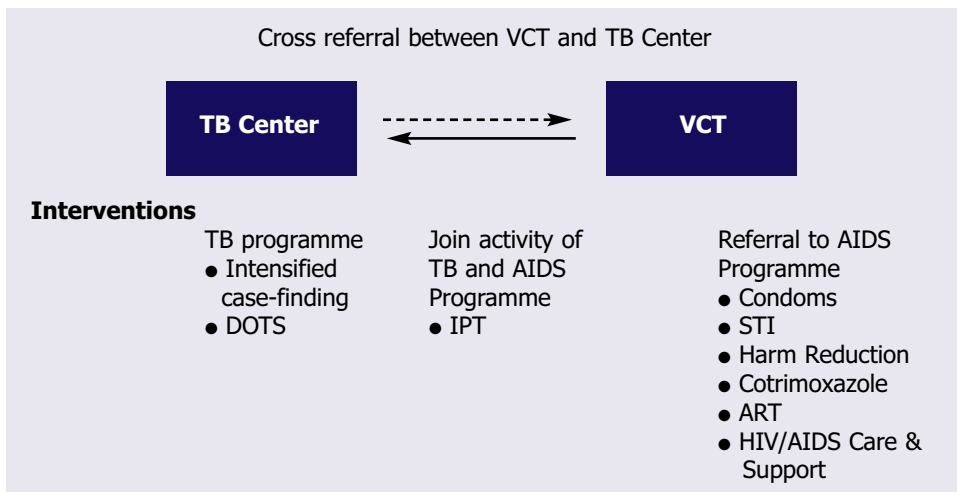 Cross referral between VCT and TB Center
TB Center
VCT
Interventions
TB programme
● Intensified
case-finding
● DOTS
Join activity of
TB and AIDS
Programme
● IPT
Referral to AIDS
Programme
● Condoms
● STI
● Harm Reduction
● Cotrimoxazole
● ART
● HIV/AIDS Care &
Support